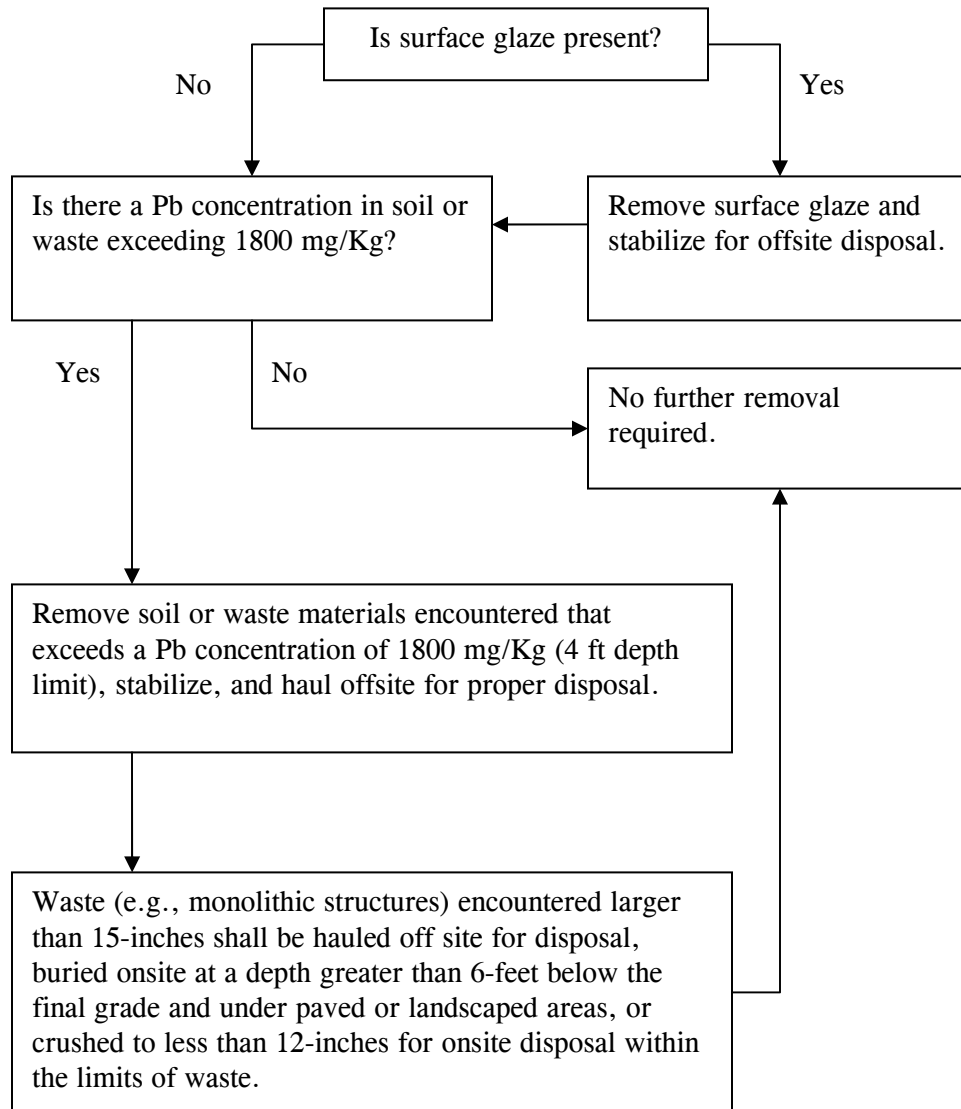 Is surface glaze present?
No
Yes
Is there a Pb concentration in soil or
waste exceeding 1800 mg/Kg?
Remove surface glaze and
stabilize for offsite disposal.
Yes
No
No further removal
required.
Remove soil or waste materials encountered that
exceeds a Pb concentration of 1800 mg/Kg (4 ft depth
limit), stabilize, and haul offsite for proper disposal.
Waste (e.g., monolithic structures) encountered larger
than 15-inches shall be hauled off site for disposal,
buried onsite at a depth greater than 6-feet below the
final grade and under paved or landscaped areas, or
crushed to less than 12-inches for onsite disposal within
the limits of waste.